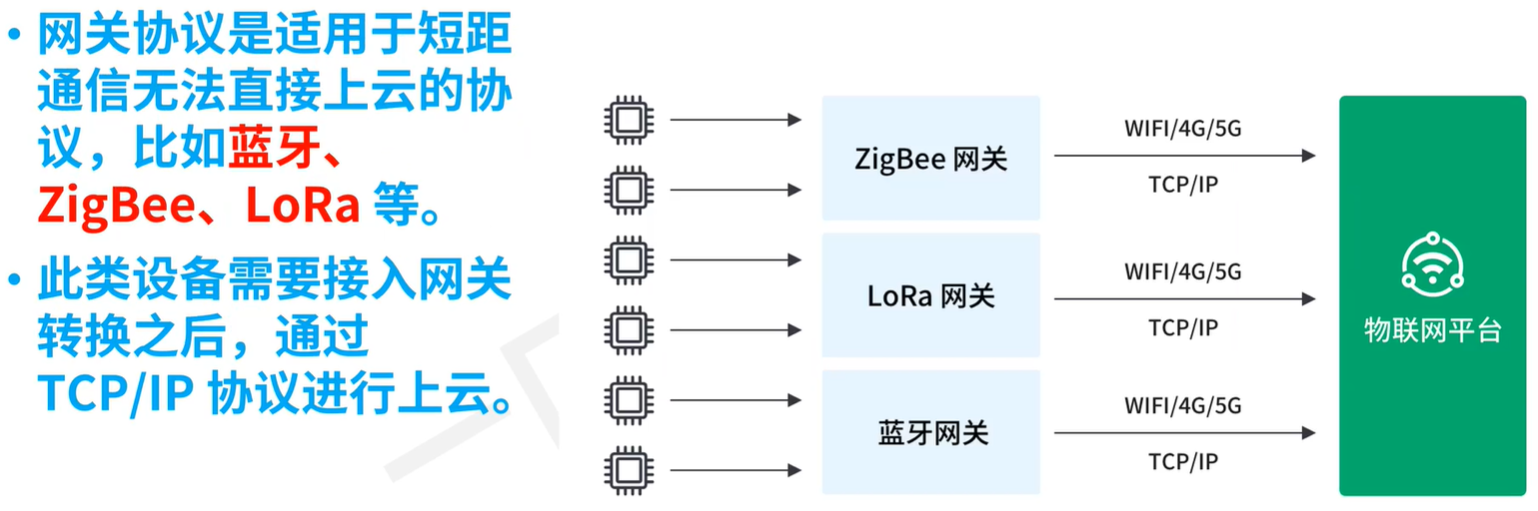 • 网关协议是适用于短距
通信无法直接上云的协
议，比如蓝牙、
ZigBee、LoRa 等。
• 此类设备需要接入网关
转换之后，通过
TCP/IP 协议进行上云。
ZigBee 网关
WIFI/4G/5G
TCP/IP
LoRa 网关
WIFI/4G/5G
TCP/IP
蓝牙网关
WIFI/4G/5G
TCP/IP
物联网平台